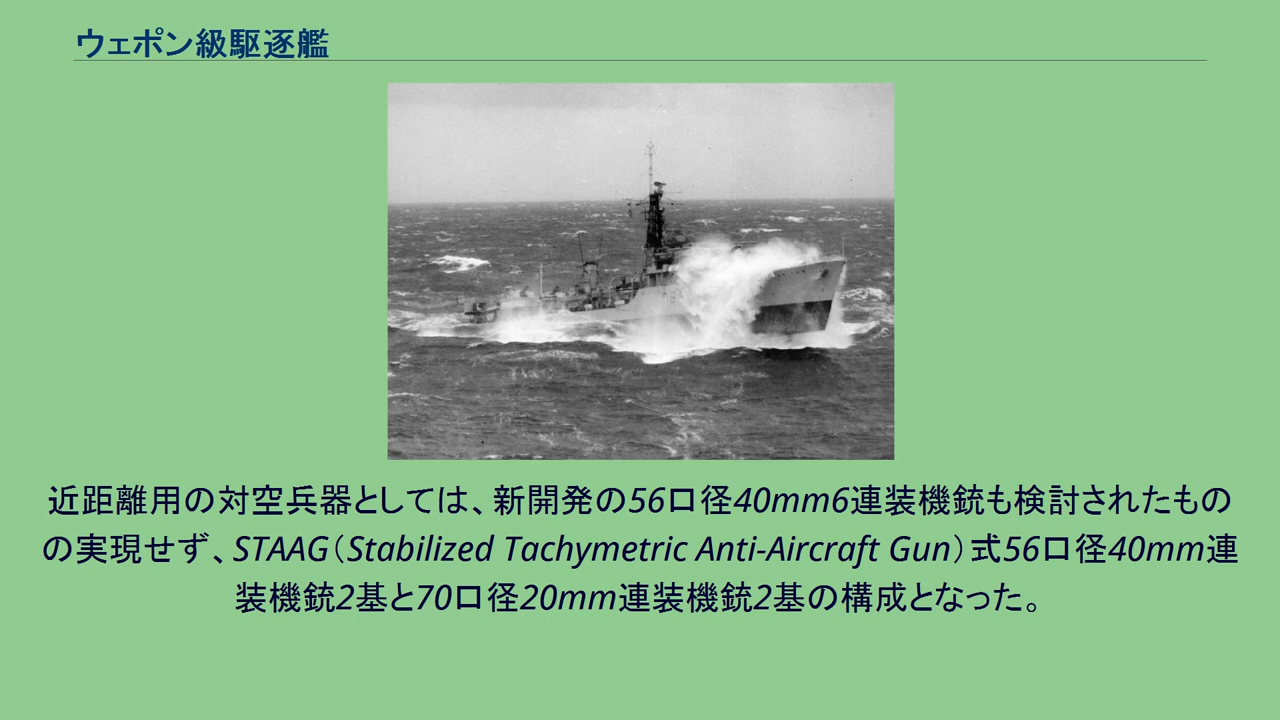 ウェポン級駆逐艦
近距離用の対空兵器としては、新開発の56口径40mm6連装機銃も検討されたもの
の実現せず、STAAG（Stabilized Tachymetric Anti-Aircraft Gun）式56口径40mm連
装機銃2基と70口径20mm連装機銃2基の構成となった。